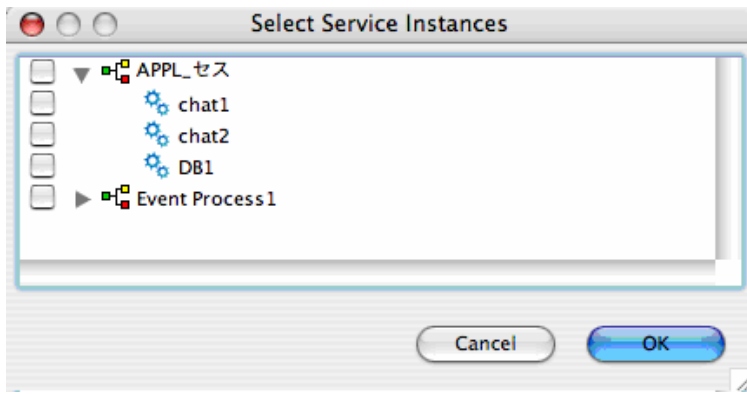 Select Service Instances
APPL_セス
chat1
chat2
DB1
Event Process1
Cancel
OK